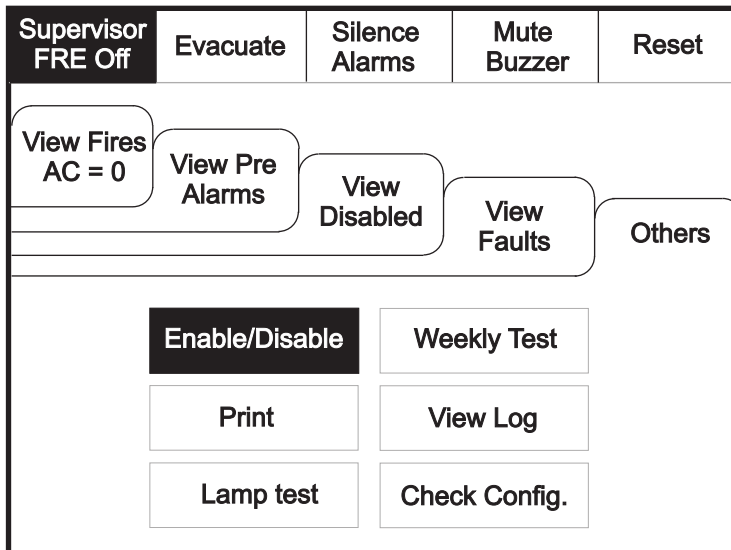 Supervisor
FRE Off
Evacuate
Silence
Alarms
Mute
Buzzer
Reset
View Fires
AC = 0
View Pre
Alarms
View
Disabled
View
Faults
Others
Enable/Disable
Weekly Test
Print
View Log
Lamp test
Check Config.